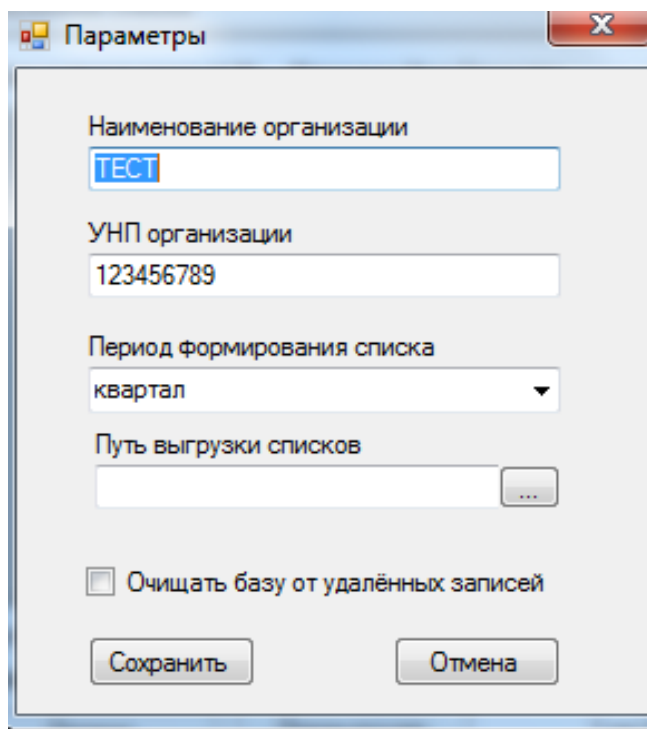 Параметры
Наименование организации
ТЕСТ
УНП организации
123456789
Период формирования списка
квартал
Путь выгрузки списков
...
Очищать базу от удалённых записей
Сохранить Отмена